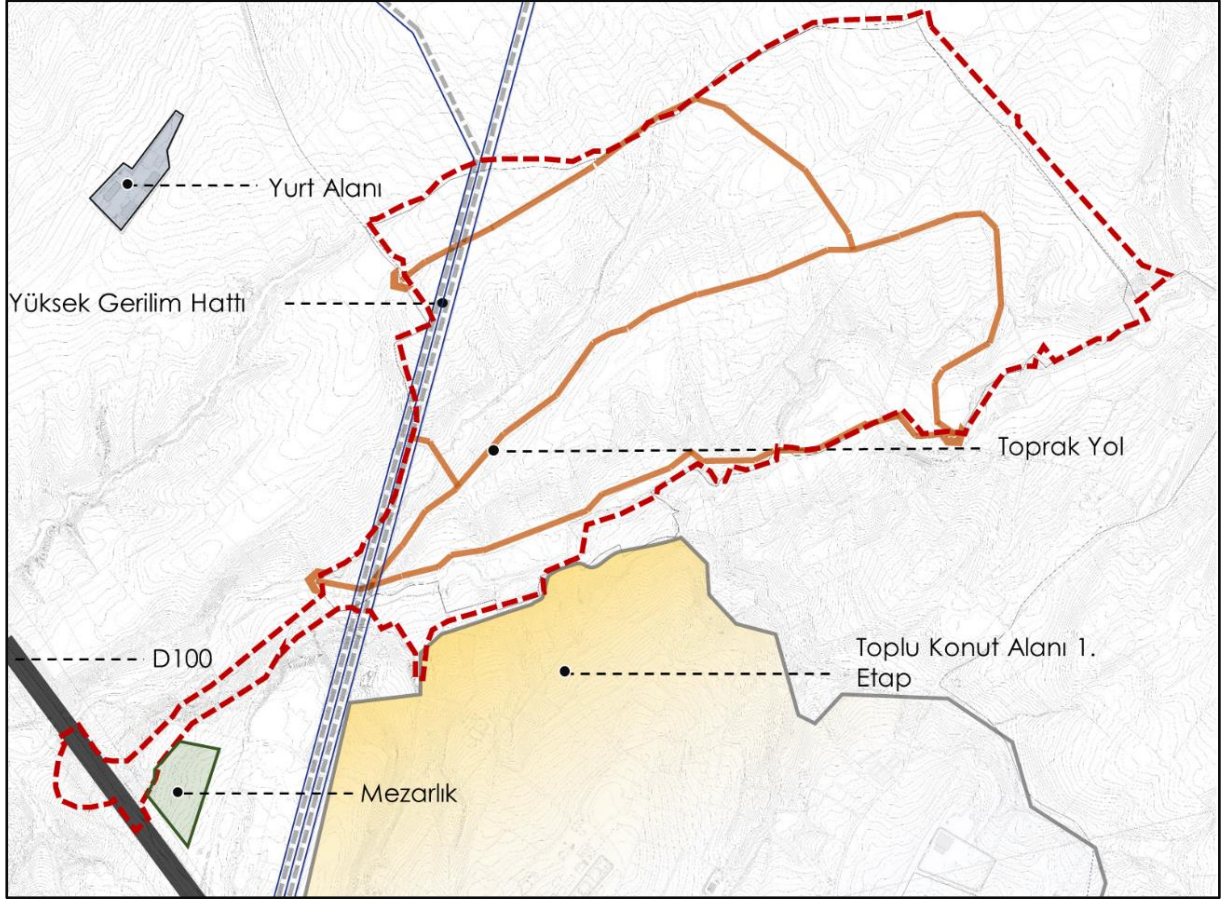 Yurt Alanı
Yüksek Gerilim Hattı
Toprak Yol
D100
Toplu Konut Alanı 1.
Etap
Mezarlık